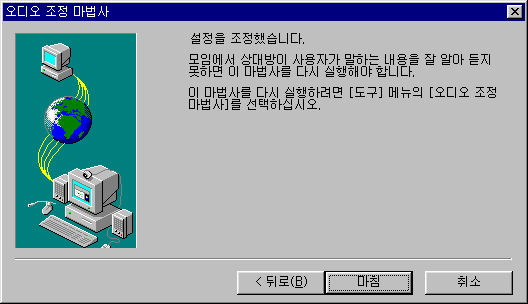 오디오 조정 마법사
설정을 조정했습니다.
모임에서 상대방이 사용자가 말하는 내용을 잘 알아 듣지
못하면 이 마법사를 다시 실행해야 합니다.
이 마법사를 다시 실행하려면 [도구] 메뉴의 [오디오 조정
마법사]를 선택하십시오.
< 뒤로(B)
마침
취소